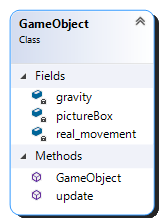 GameObject
Class
Fields
gravity
pictureBox
real_movement
Methods
GameObject
update